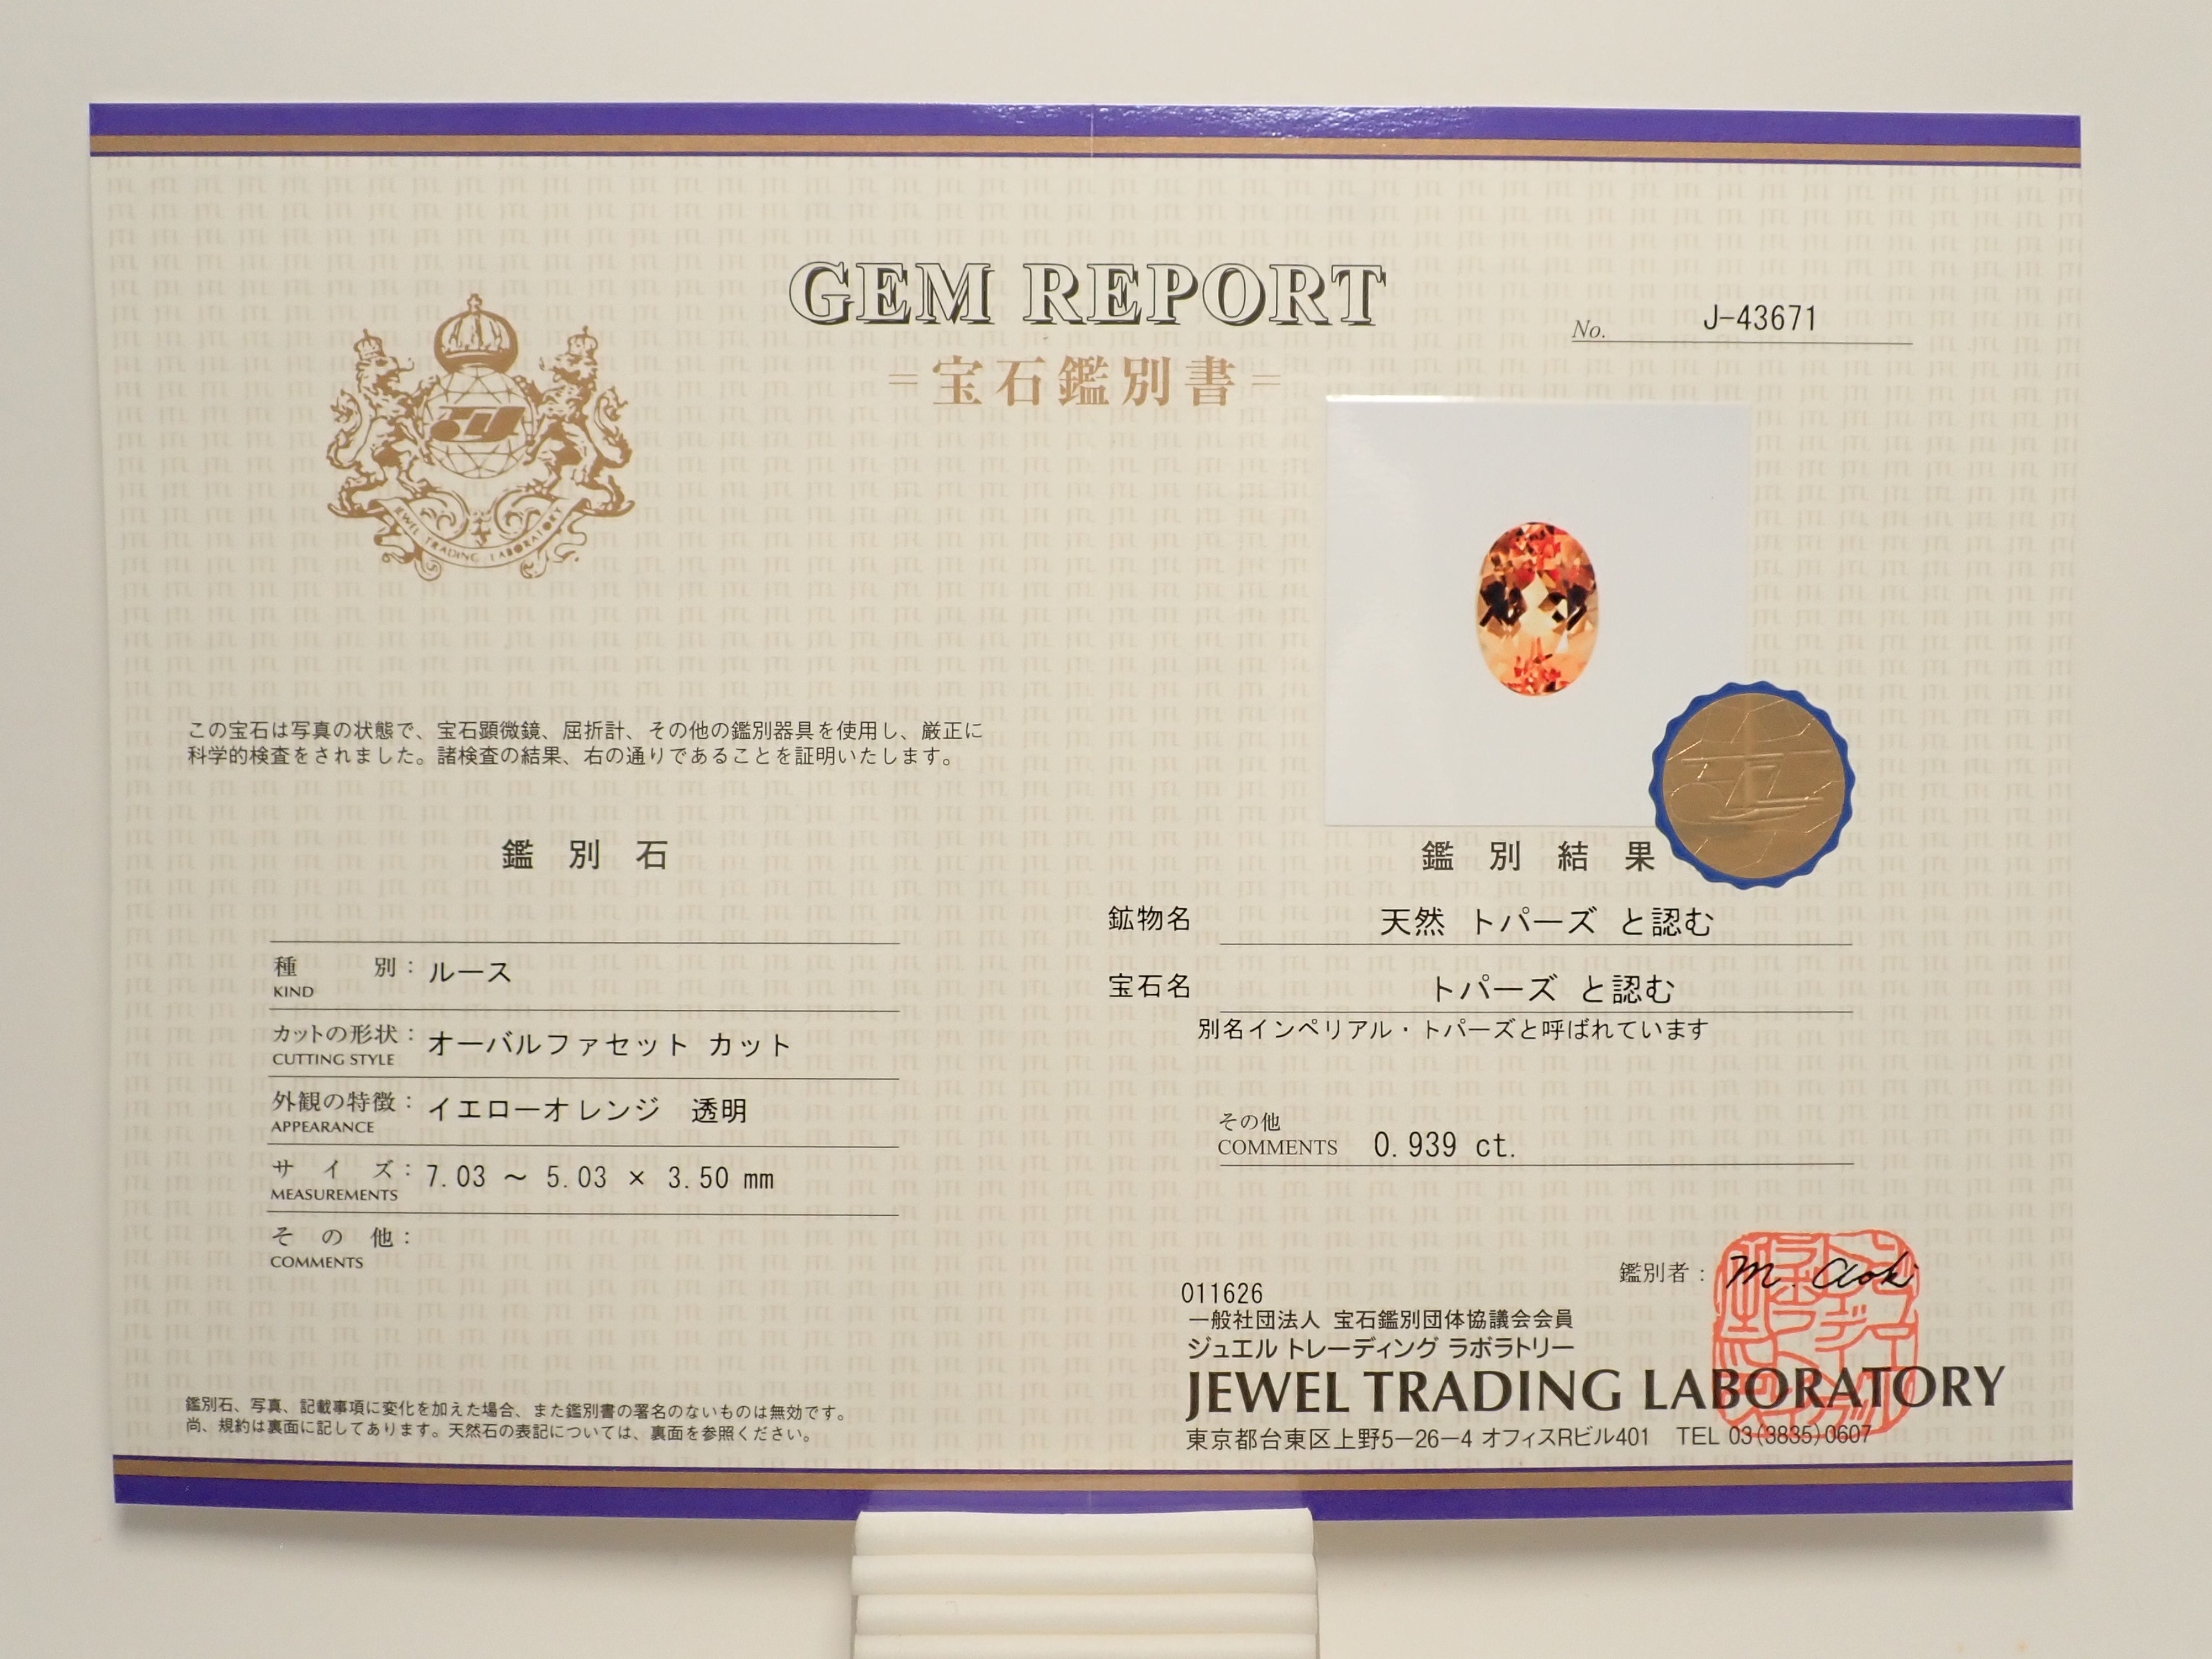 GEM REPORT
=宝石鑑別書=
No. J-43671
JEWEL TRADING LABORATORY
この宝石は写真の状態で、宝石顕微鏡、屈折計、その他の鑑別器具を使用し、厳正に
科学的検査をされました。諸検査の結果、右の通りであることを証明いたします。
鑑別石
種別: ルース
KIND
カットの形状: オーバルファセット カット
CUTTING STYLE
外観の特徴: イエローオレンジ 透明
APPEARANCE
サイズ: 7.03 ～ 5.03 × 3.50 mm
MEASUREMENTS
その他:
COMMENTS
鑑別石、写真、記載事項に変化を加えた場合、また鑑別書の署名のないものは無効です。
尚、規約は裏面に記してあります。天然石の表記については、裏面を参照ください。
鑑別結果
鉱物名 天然 トパーズ と認む
宝石名 トパーズ と認む
別名インペリアル・トパーズと呼ばれています
その他
COMMENTS 0.939 ct.
鑑別者: M. Aoki
011626
一般社団法人 宝石鑑別団体協議会会員
ジュエル トレーディング ラボラトリー
JEWEL TRADING LABORATORY
東京都台東区上野5－26－4 オフィスRビル401 TEL 03(3835)0607